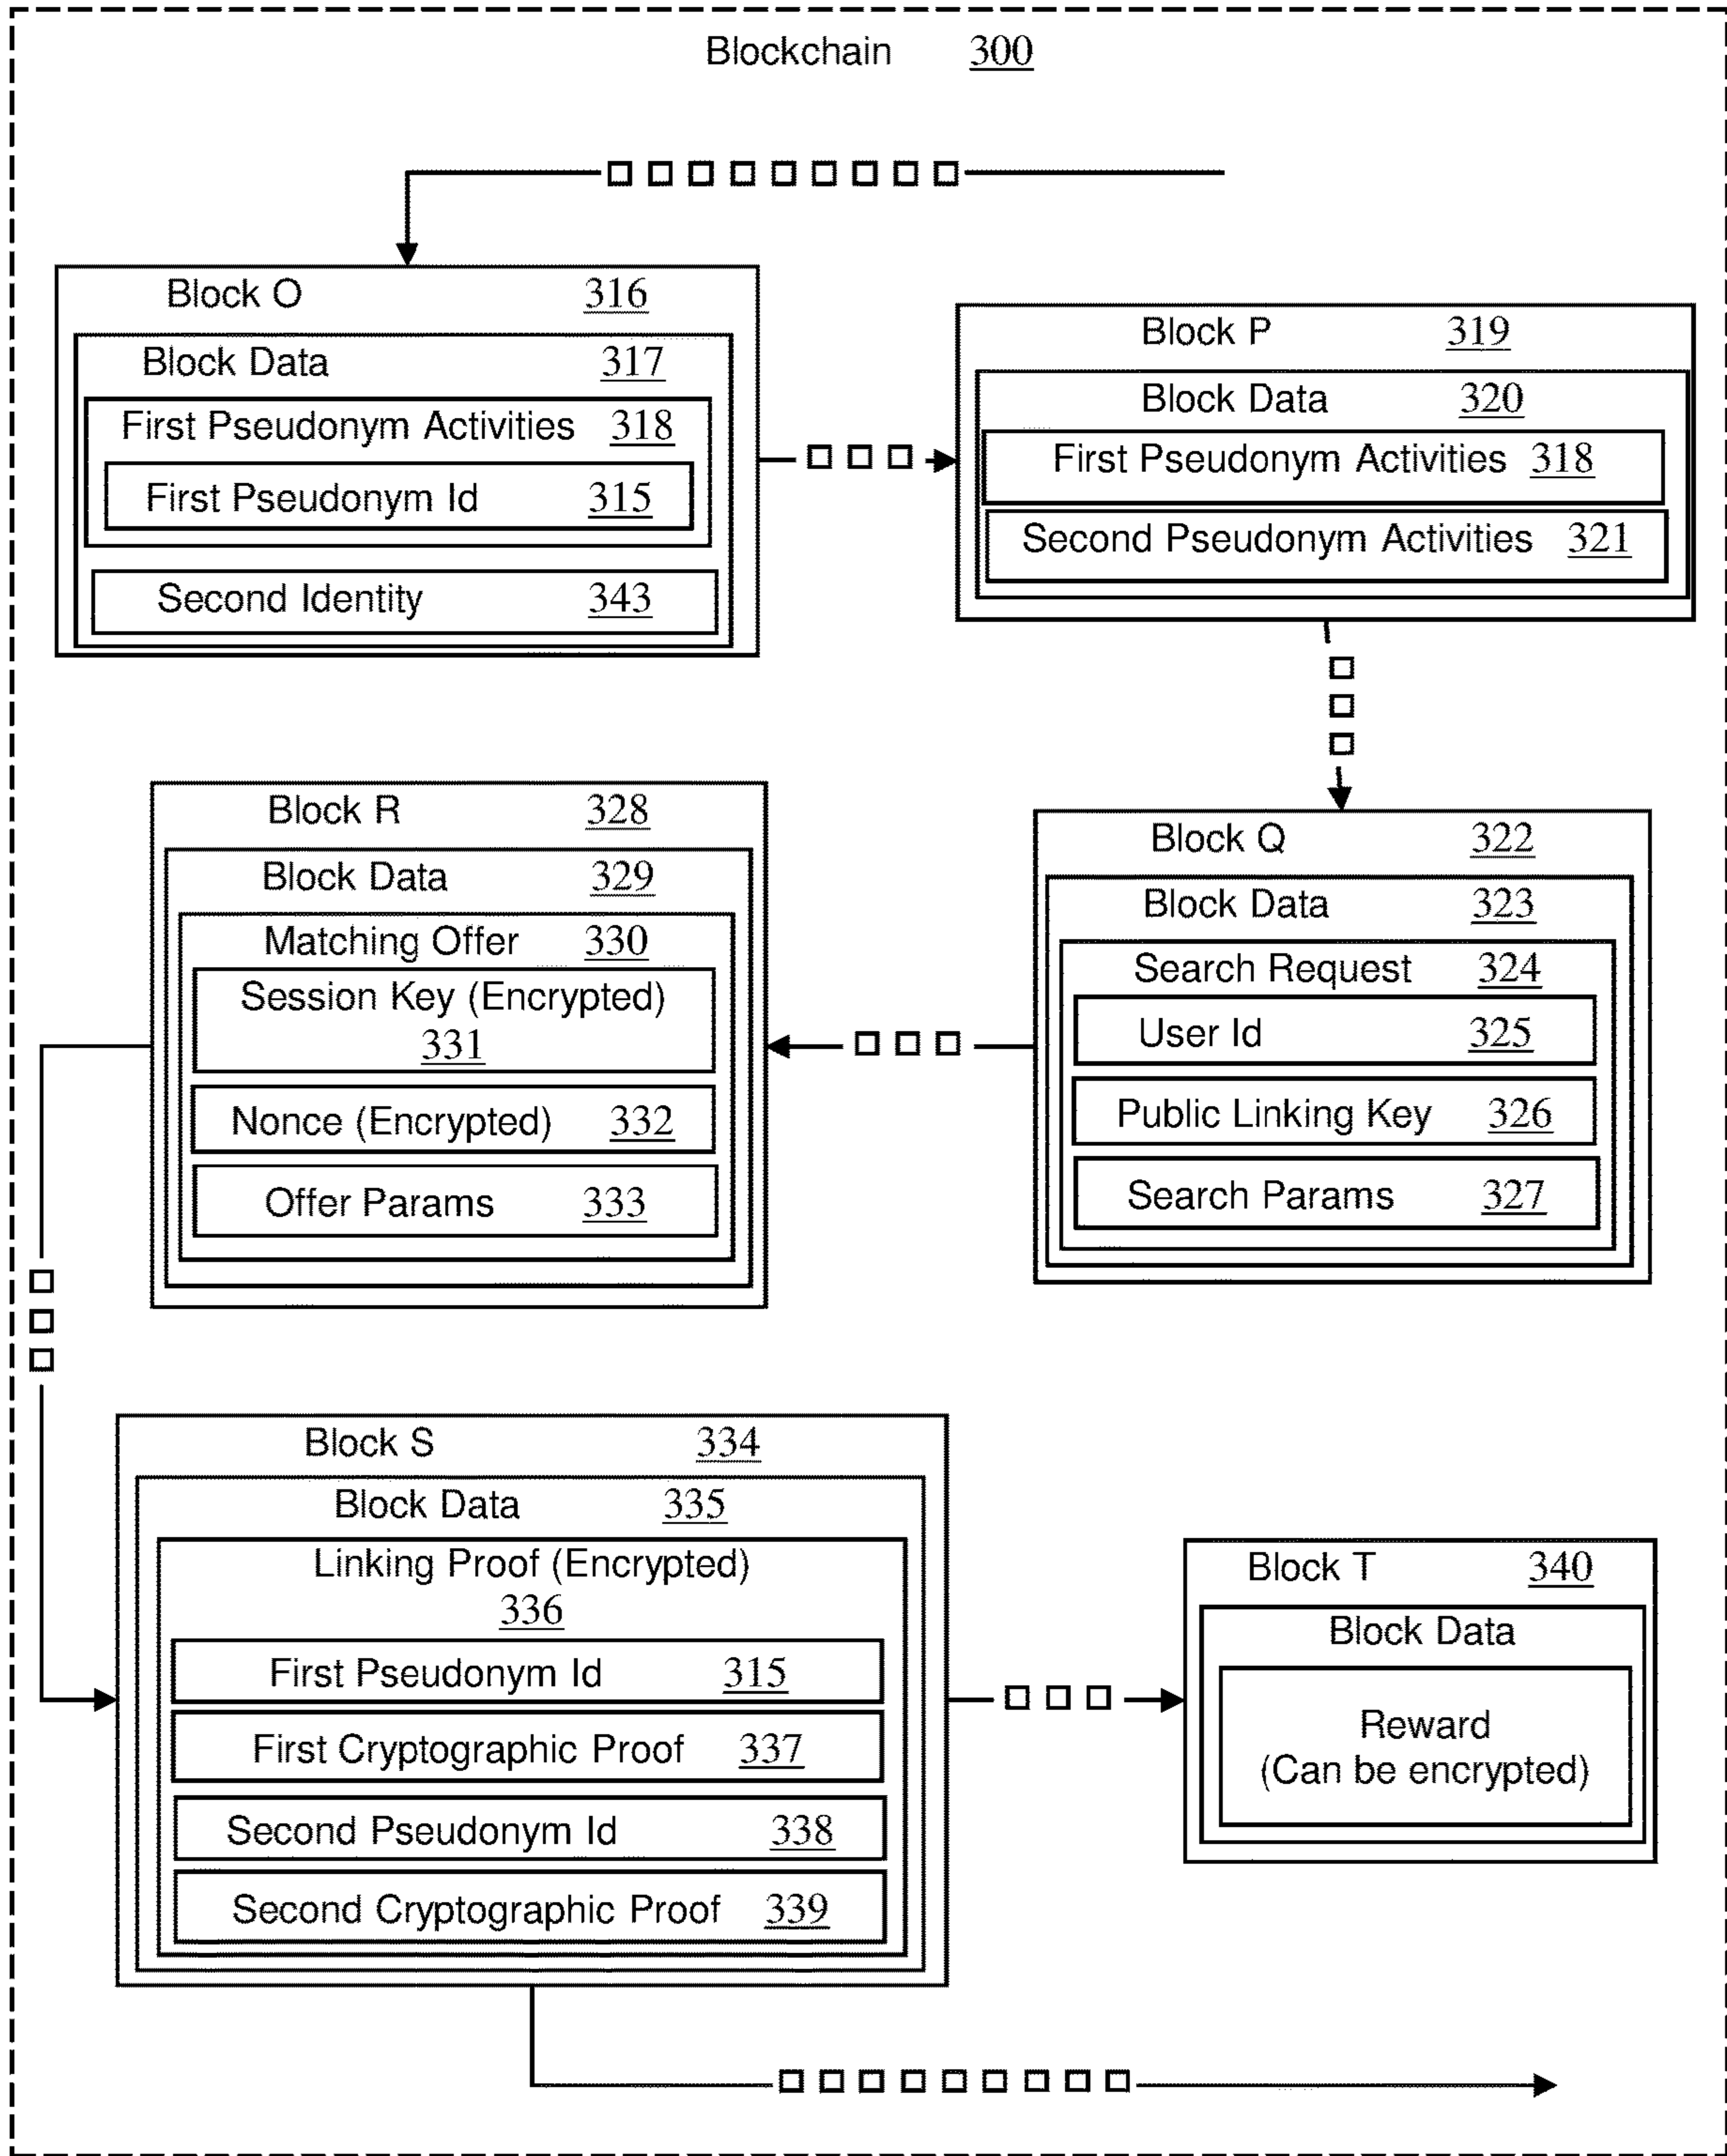 Blockchain 300
Block O 316
Block Data 317
First Pseudonym Activities 318
First Pseudonym Id 315
Second Identity 343
Block P 319
Block Data 320
First Pseudonym Activities 318
Second Pseudonym Activities 321
Block Q 322
Block Data 323
Search Request 324
User Id 325
Public Linking Key 326
Search Params 327
Block R 328
Block Data 329
Matching Offer 330
Session Key (Encrypted)
331
Nonce (Encrypted) 332
Offer Params 333
Block S 334
Block Data 335
Linking Proof (Encrypted)
336
First Pseudonym Id 315
First Cryptographic Proof 337
Second Pseudonym Id 338
Second Cryptographic Proof 339
Block T 340
Block Data
Reward
(Can be encrypted)